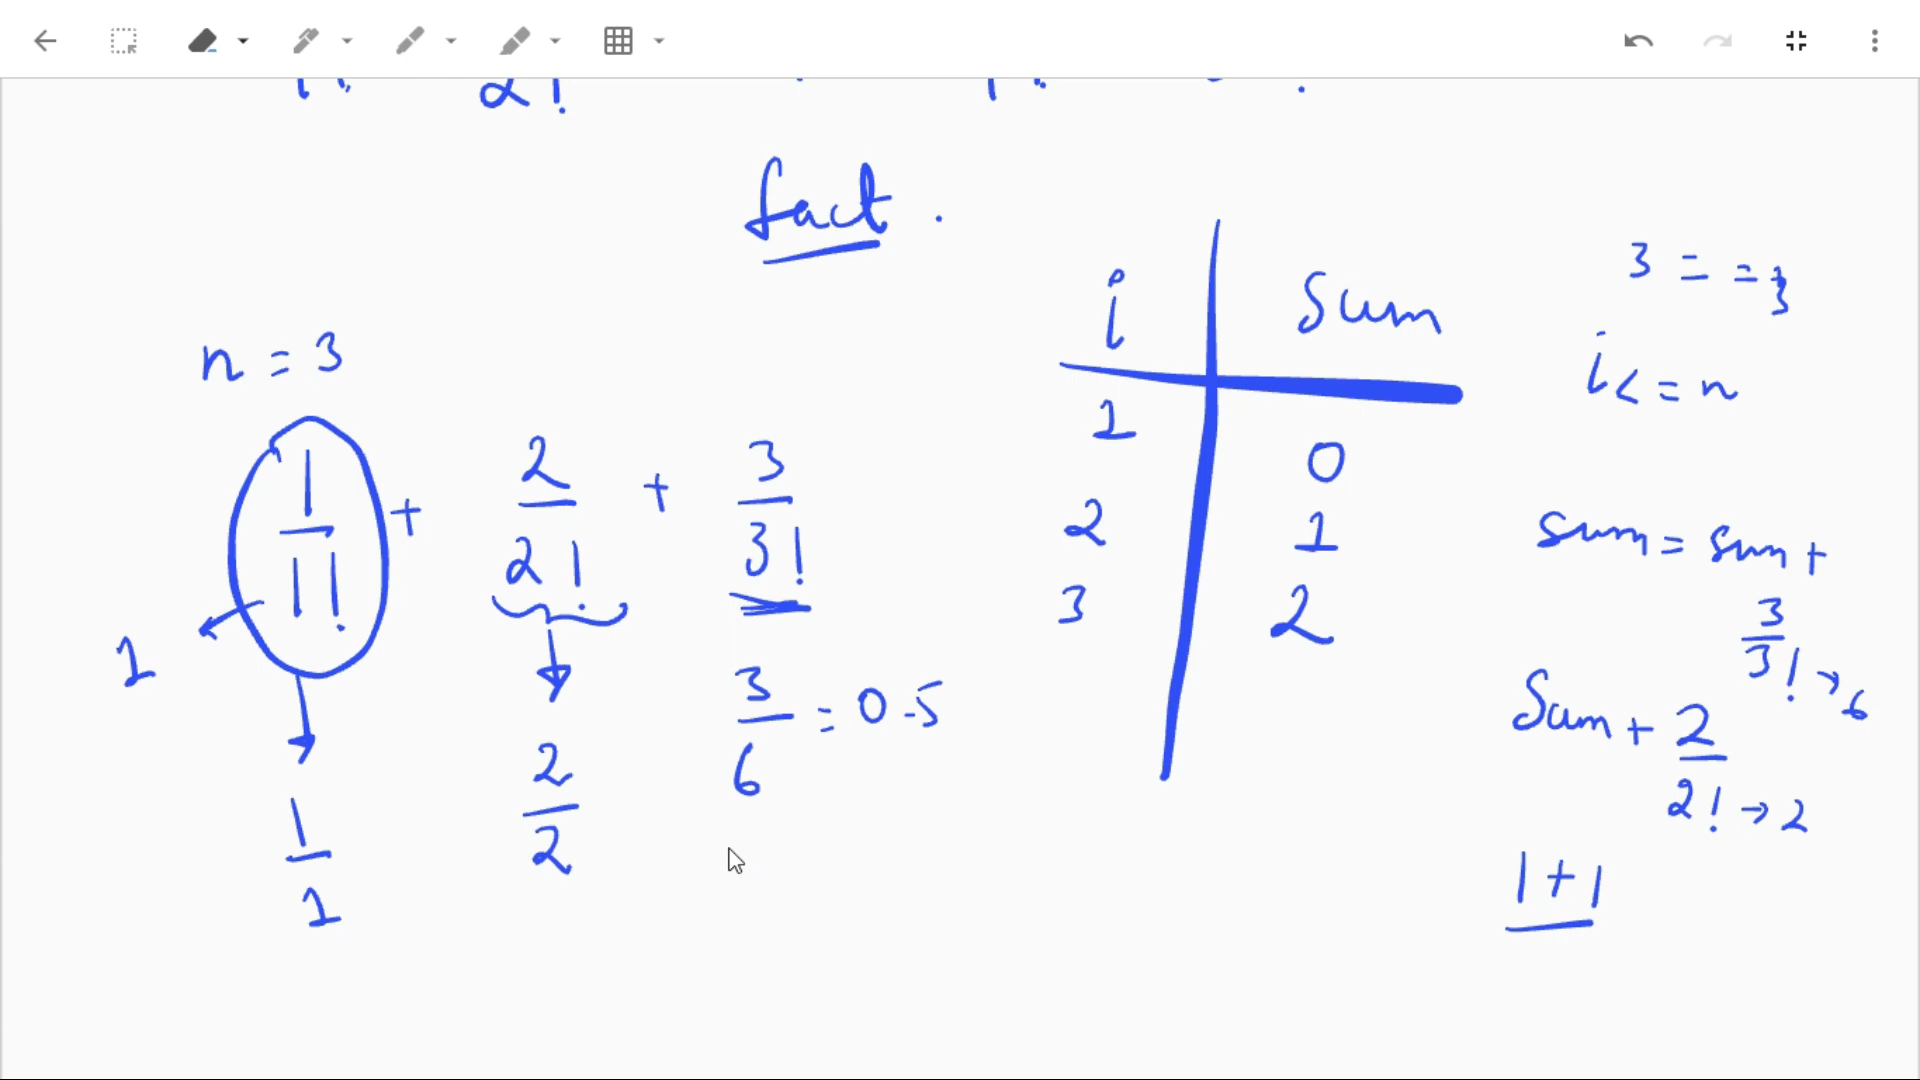 2!
fact.
n = 3
1/1! + 2/2! + 3/3!
1
1/1
2/2
3/6 = 0.5
i | Sum
1 | 0
2 | 1
3 | 2
3 = = 3
i <= n
sum = sum + 3/3! → 6
Sum + 2/2! → 2
1+1